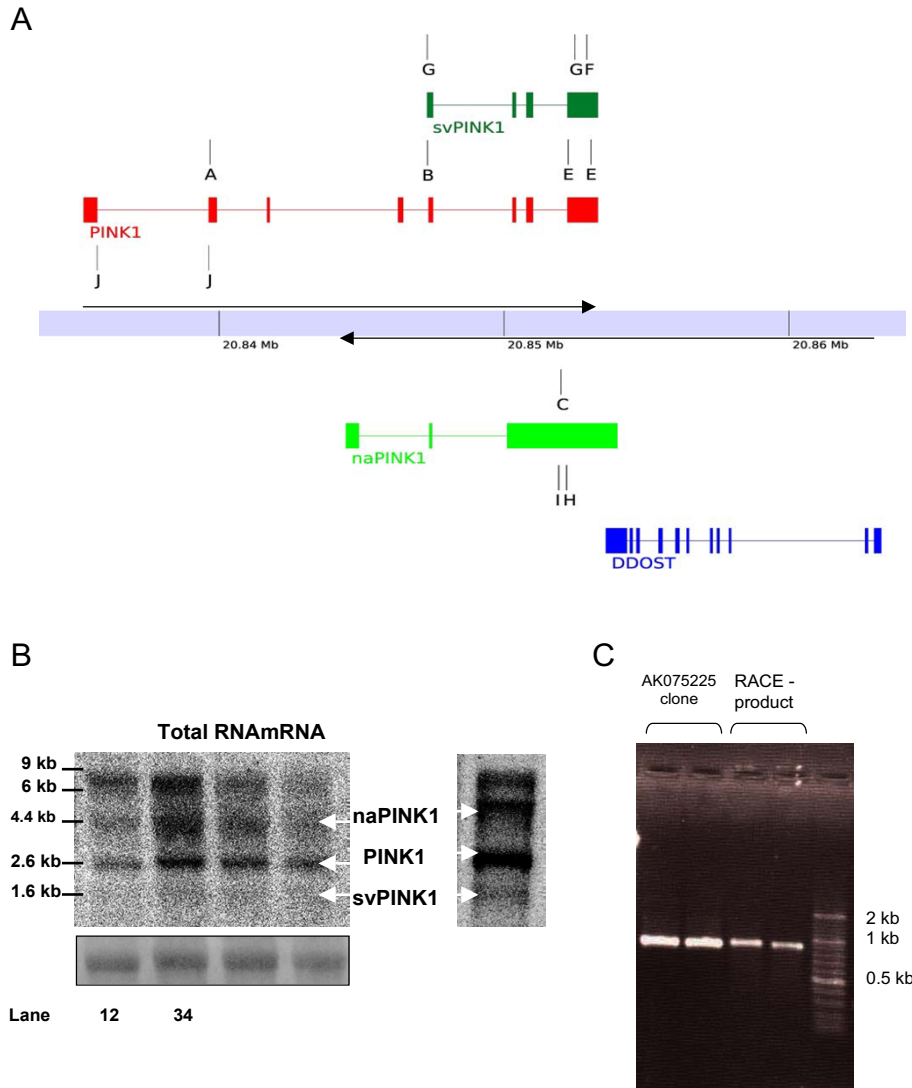 A
G
G F
svPINK1
A
B
E
E
PINK1
J
J
20.84 Mb
20.85 Mb
20.86 Mb
C
naPINK1
I H
DDOST
B
Total RNAmRNA
9 kb
6 kb
4.4 kb
2.6 kb
1.6 kb
naPINK1
PINK1
svPINK1
Lane
12
34
C
AK075225
clone
RACE -
product
2 kb
1 kb
0.5 kb